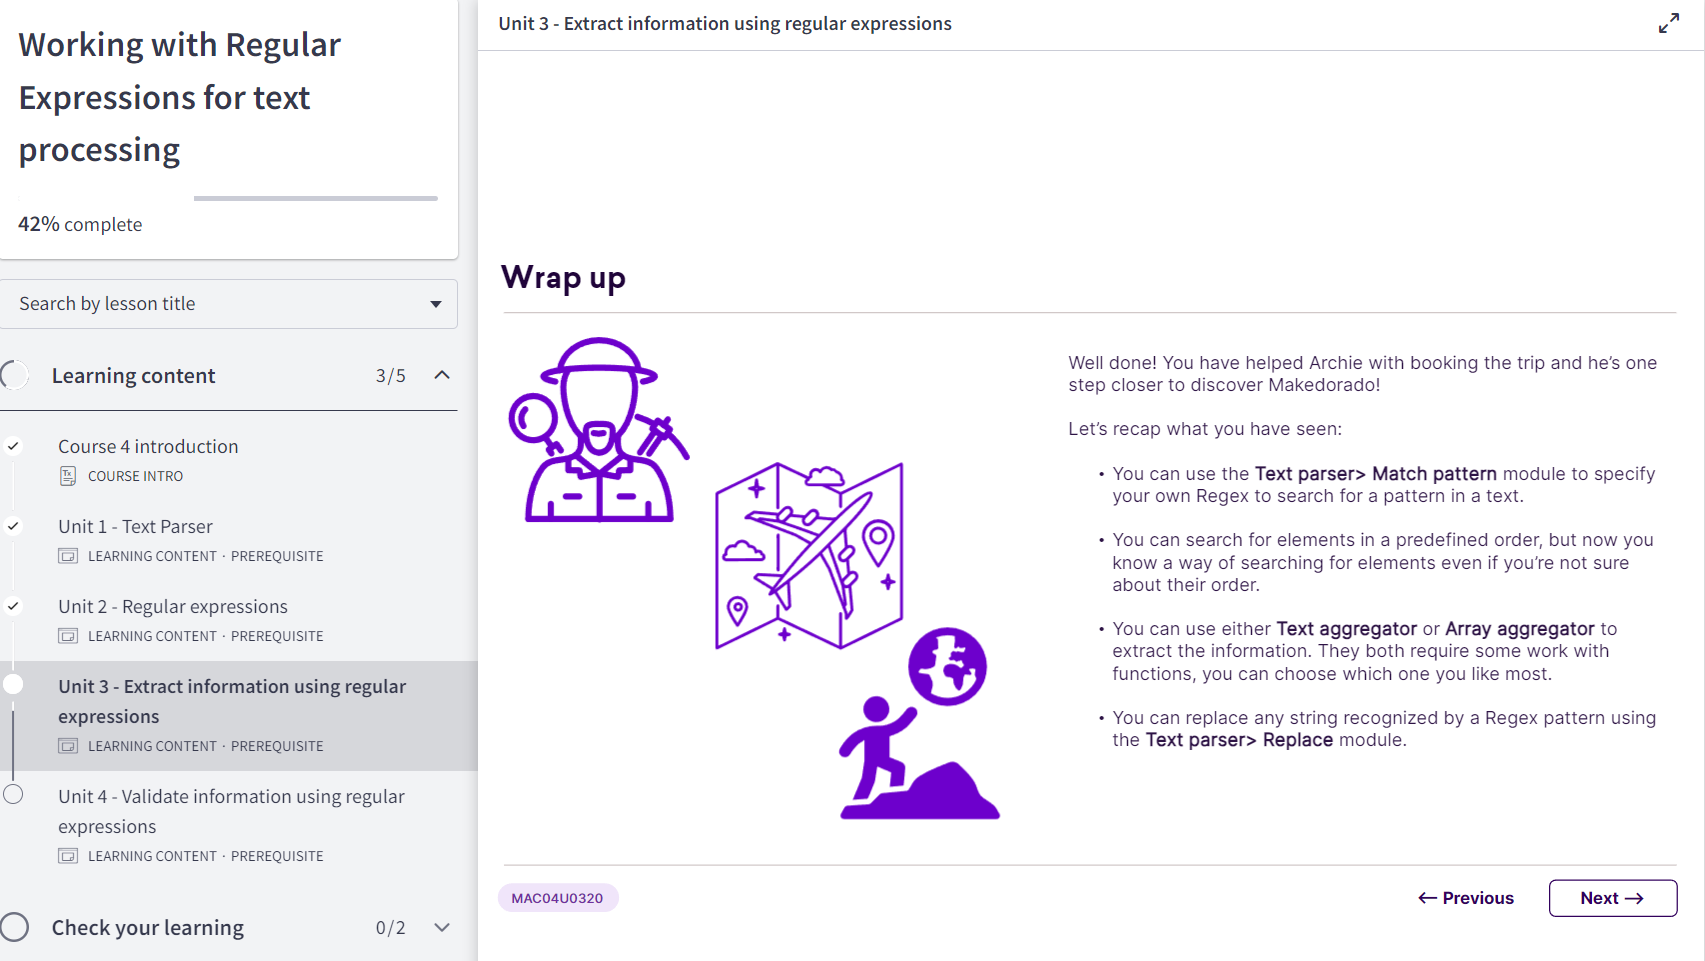 Working with Regular
Expressions for text
processing
42% complete
Search by lesson title
Learning content 3/5
Course 4 introduction
COURSE INTRO
Unit 1 - Text Parser
LEARNING CONTENT · PREREQUISITE
Unit 2 - Regular expressions
LEARNING CONTENT · PREREQUISITE
Unit 3 - Extract information using regular
expressions
LEARNING CONTENT · PREREQUISITE
Unit 4 - Validate information using regular
expressions
LEARNING CONTENT · PREREQUISITE
Check your learning 0/2
Unit 3 - Extract information using regular expressions
Wrap up
Well done! You have helped Archie with booking the trip and he’s one
step closer to discover Makedorado!
Let’s recap what you have seen:
• You can use the Text parser> Match pattern module to specify
your own Regex to search for a pattern in a text.
• You can search for elements in a predefined order, but now you
know a way of searching for elements even if you’re not sure
about their order.
• You can use either Text aggregator or Array aggregator to
extract the information. They both require some work with
functions, you can choose which one you like most.
• You can replace any string recognized by a Regex pattern using
the Text parser> Replace module.
MAC04U0320
← Previous
Next →